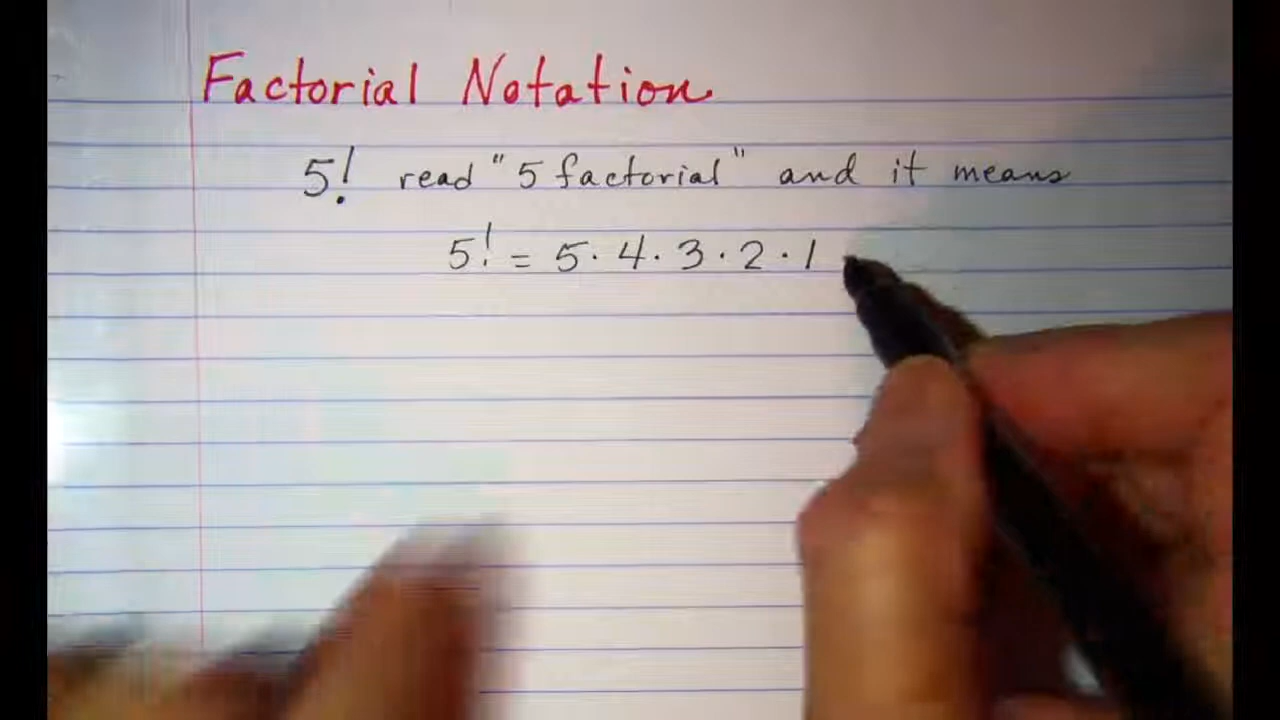 Factorial Notation
5! read "5 factorial" and it means
5! = 5 · 4 · 3 · 2 · 1